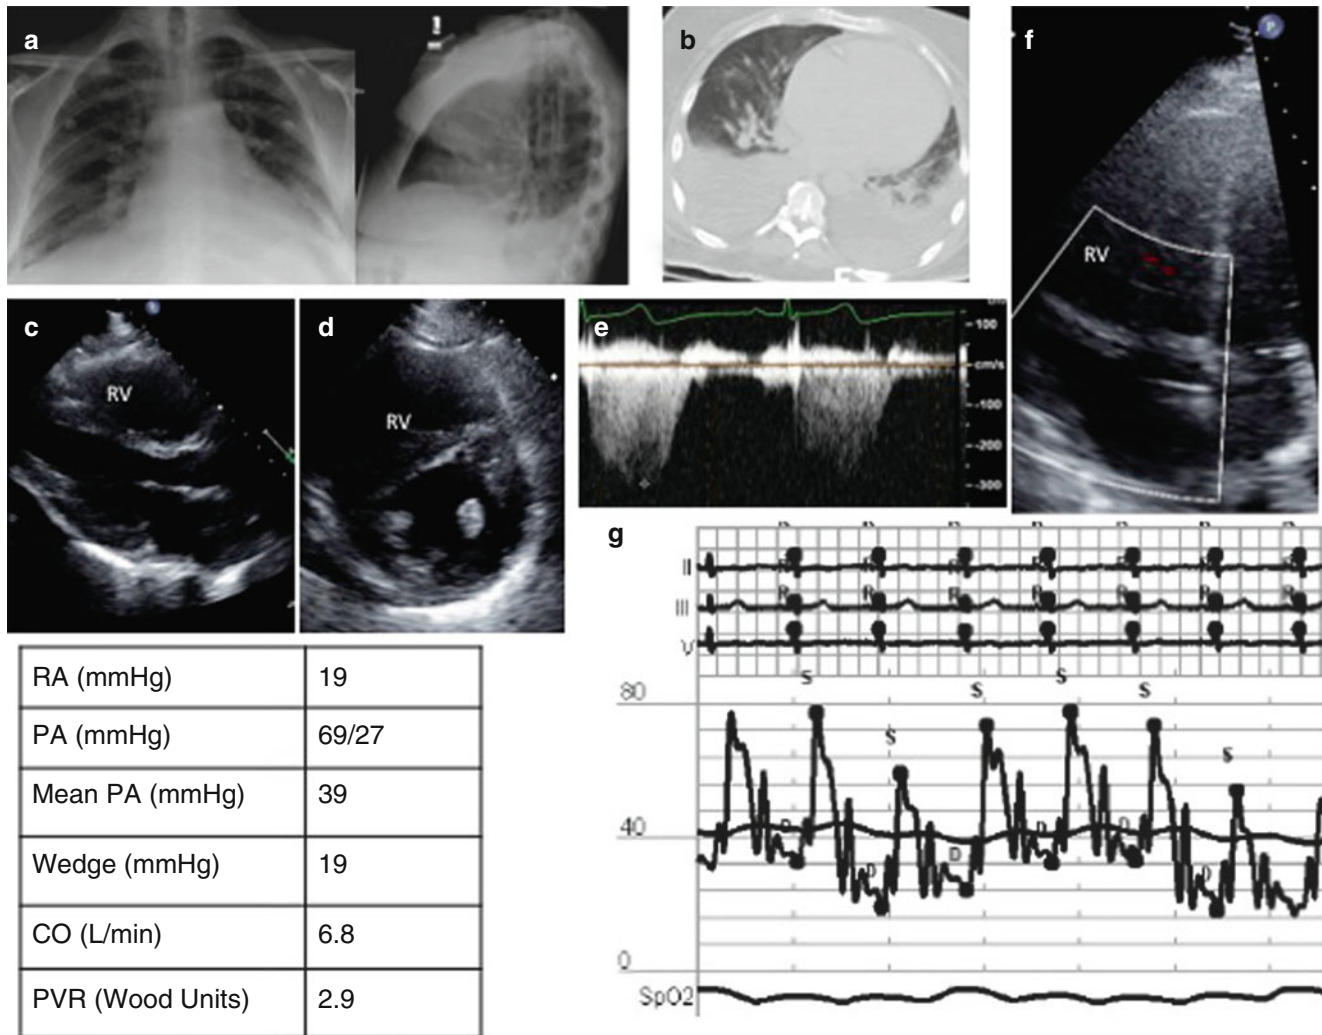 a
b
f
P
RV
c
RV
d
RV
e
100
cm/s
-100
-200
-300
g
II
III
V
R R R R R R
S S S S S S
80
40
0
D D D D D
SpO2
RA (mmHg) 19
PA (mmHg) 69/27
Mean PA (mmHg) 39
Wedge (mmHg) 19
CO (L/min) 6.8
PVR (Wood Units) 2.9